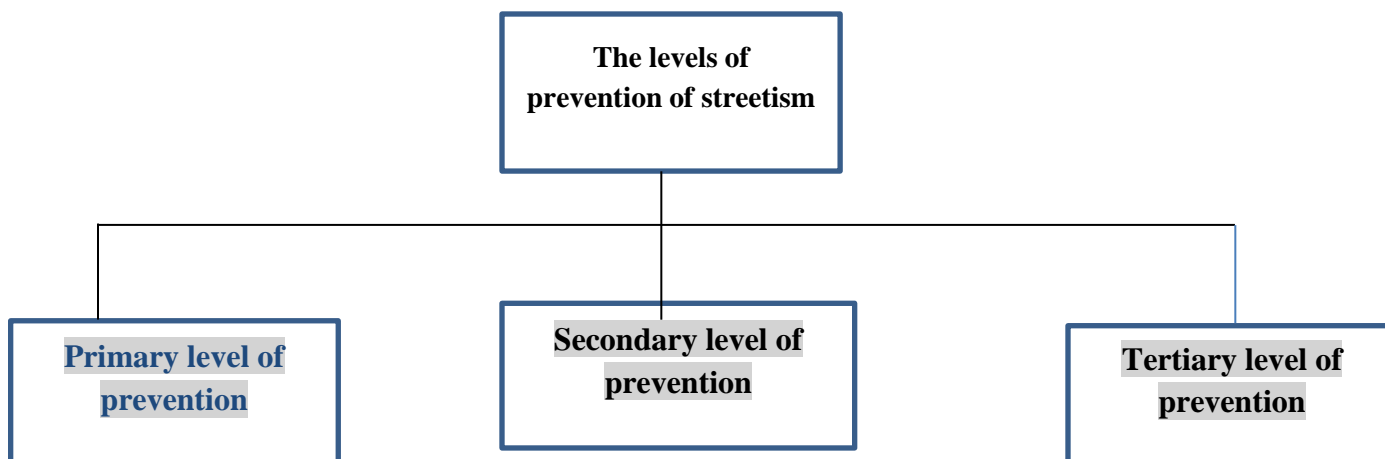 The levels of
prevention of streetism
Primary level of
prevention
Secondary level of
prevention
Tertiary level of
prevention